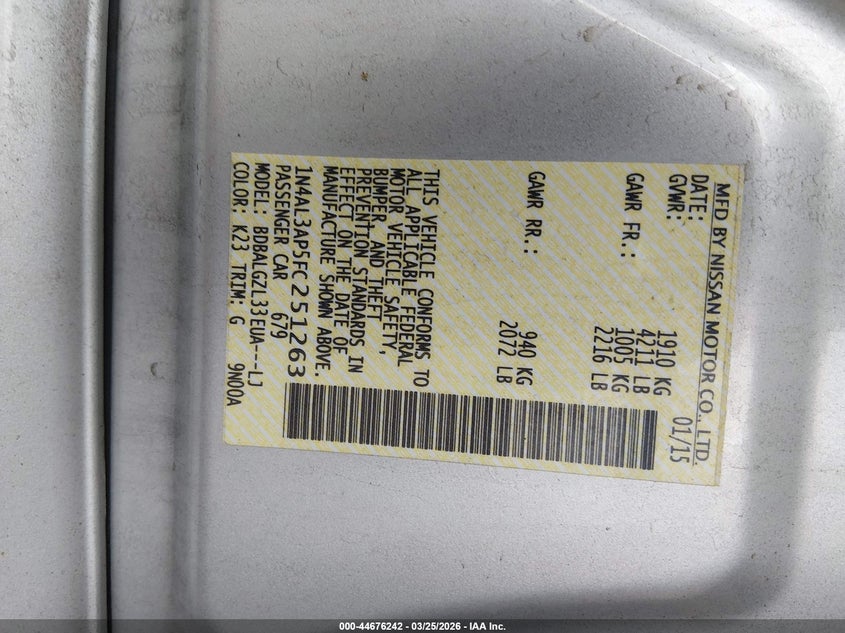 MFD BY NISSAN MOTOR CO., LTD.
DATE: 01/15
GVWR: 1910 KG
4211 LB
GAWR FR.: 1005 KG
2216 LB
GAWR RR.: 940 KG
2072 LB
THIS VEHICLE CONFORMS TO
ALL APPLICABLE FEDERAL
MOTOR VEHICLE SAFETY,
BUMPER, AND THEFT
PREVENTION STANDARDS IN
EFFECT ON THE DATE OF
MANUFACTURE SHOWN ABOVE.
1N4AL3AP5FC251263
PASSENGER CAR 679
MODEL: BDBALGZL33EUA---LJ
COLOR: K23 TRIM: G 9N00A
000-44676242 - 03/25/2026 - IAA Inc.